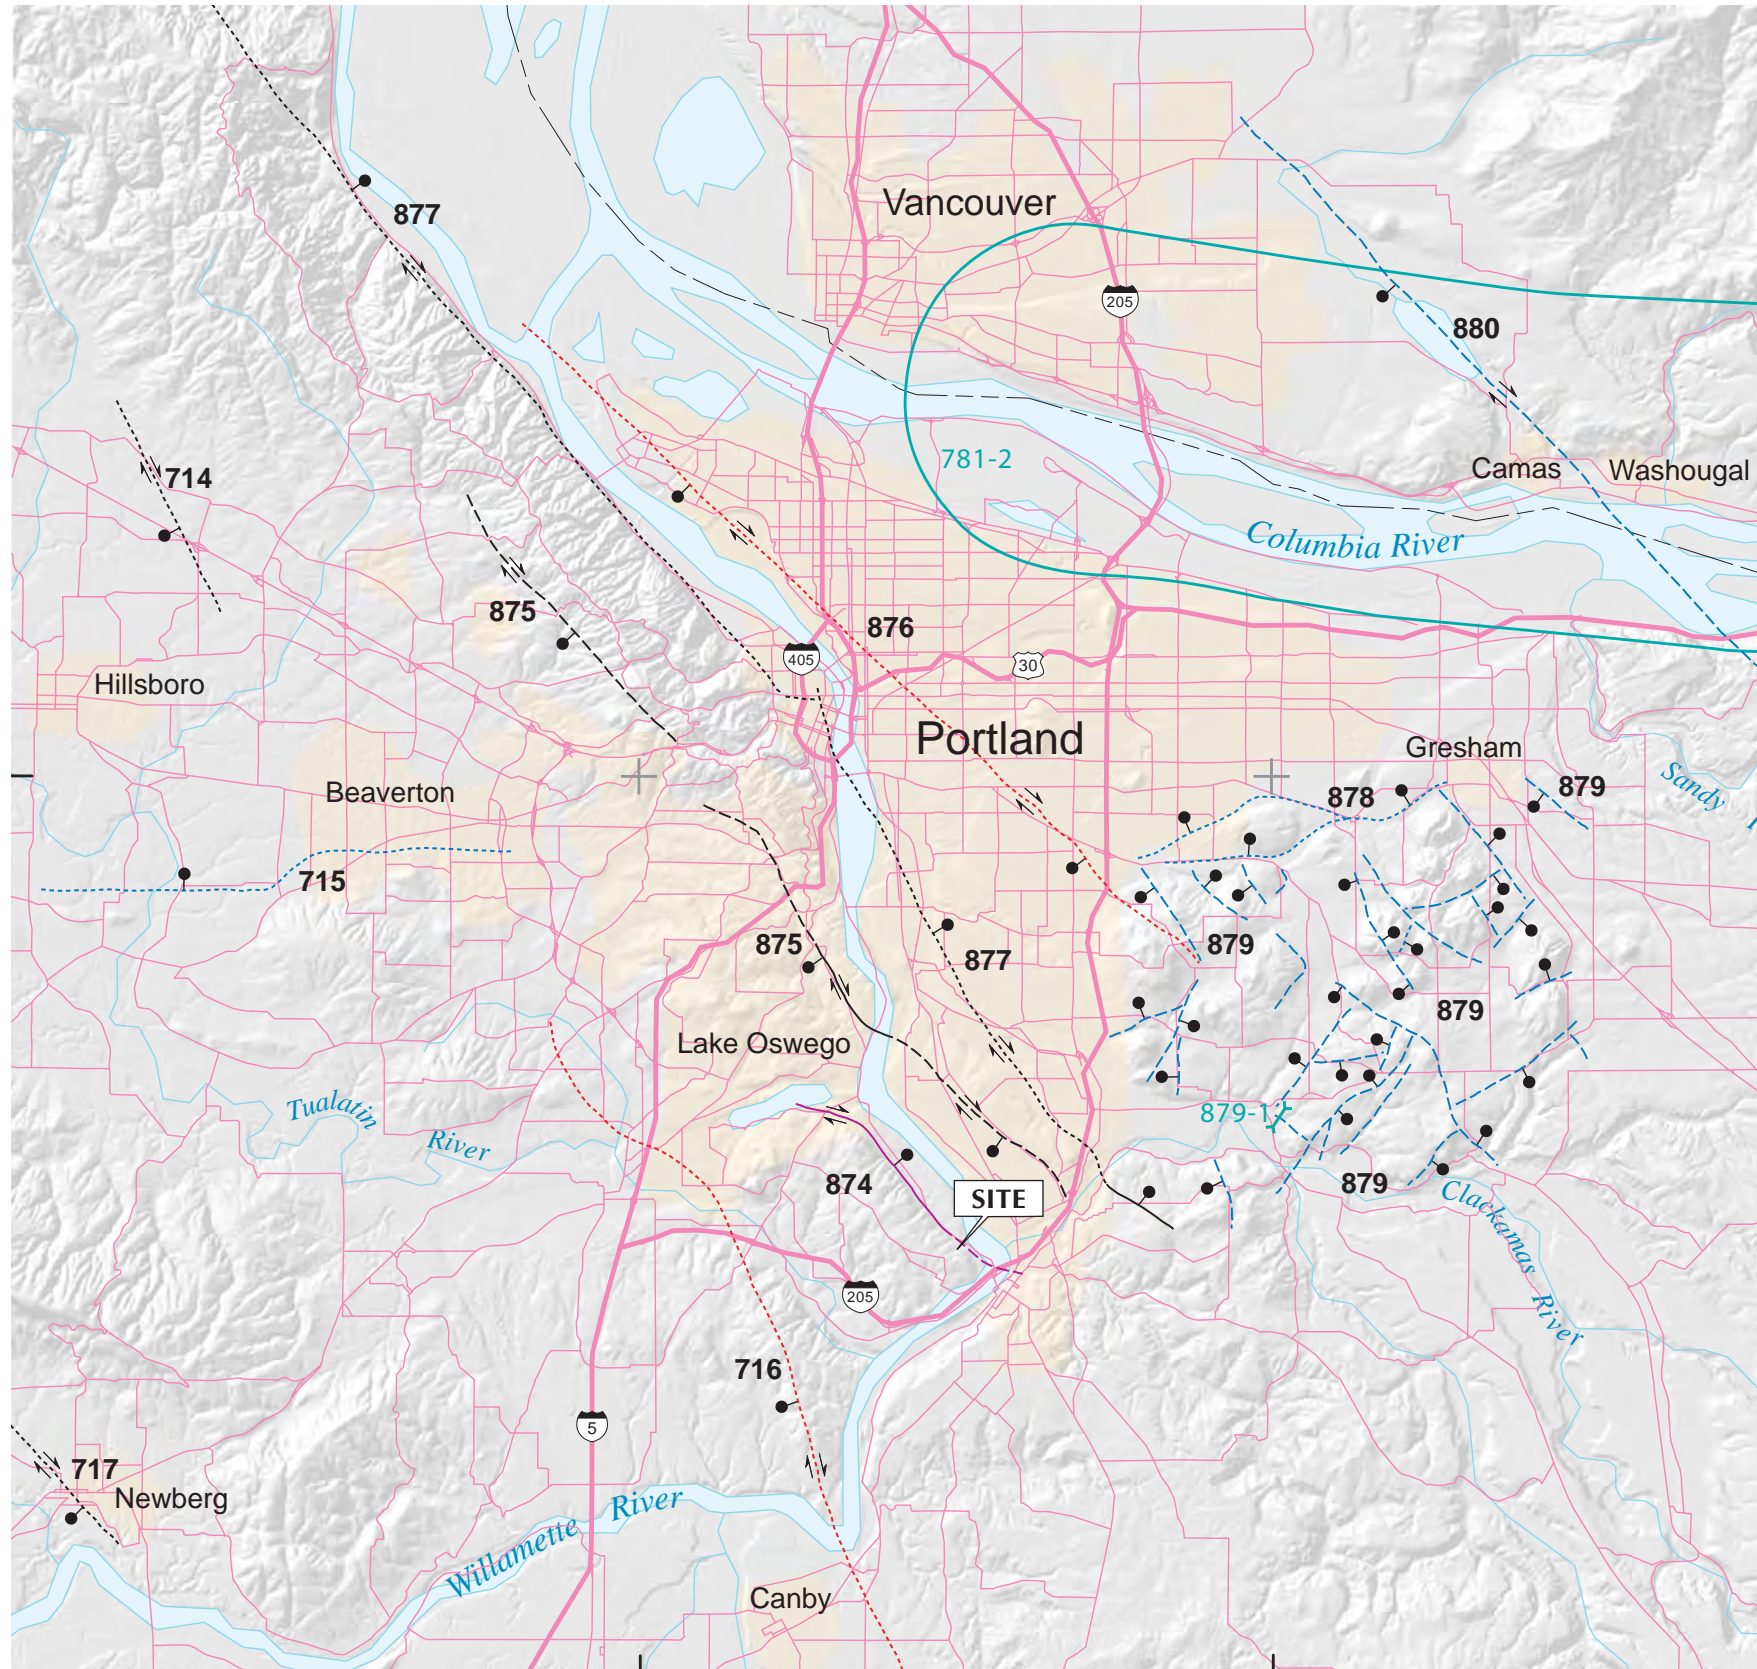 Vancouver
877
205
880
781-2
714
Camas
Washougal
Columbia River
875
876
405
30
Hillsboro
Portland
Gresham
Beaverton
878
879
Sandy
715
875
877
879
879
Lake Oswego
Tualatin
River
879-1
874
SITE
879
Clackamas River
205
716
5
717
Newberg
Willamette River
Canby